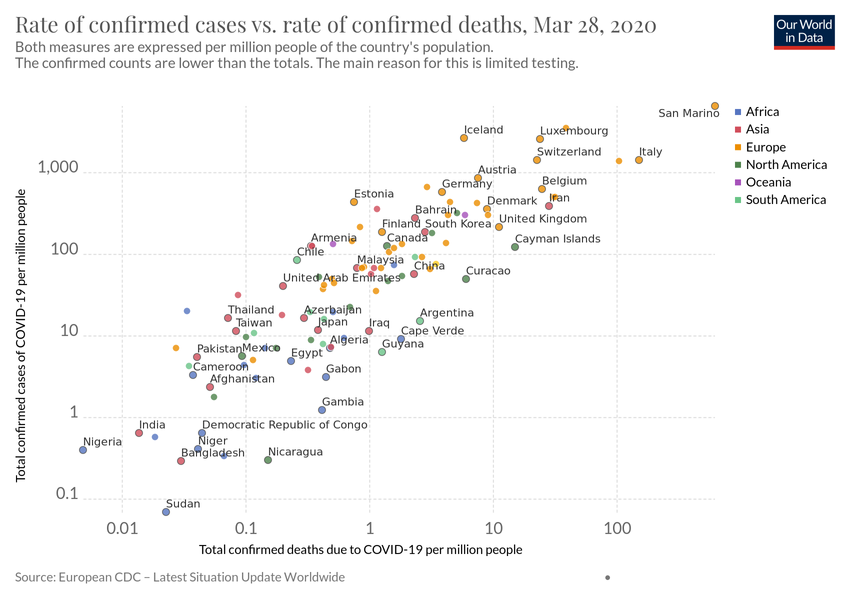 Rate of confirmed cases vs. rate of confirmed deaths, Mar 28, 2020
Both measures are expressed per million people of the country's population.
The confirmed counts are lower than the totals. The main reason for this is limited testing.
Our World
in Data
Total confirmed cases of COVID-19 per million people
1,000
100
10
1
0.1
San Marino
Iceland
Luxembourg
Switzerland
Italy
Austria
Germany
Belgium
Estonia
Iran
Denmark
Bahrain
Finland
South Korea
United Kingdom
Armenia
Canada
Cayman Islands
Chile
Malaysia
China
Curacao
United Arab Emirates
Thailand
Azerbaijan
Argentina
Taiwan
Japan
Iraq
Cape Verde
Algeria
Guyana
Pakistan
Mexico
Egypt
Cameroon
Gabon
Afghanistan
Gambia
India
Democratic Republic of Congo
Nigeria
Niger
Bangladesh
Nicaragua
Sudan
0.01
0.1
1
10
100
Total confirmed deaths due to COVID-19 per million people
Africa
Asia
Europe
North America
Oceania
South America
Source: European CDC – Latest Situation Update Worldwide